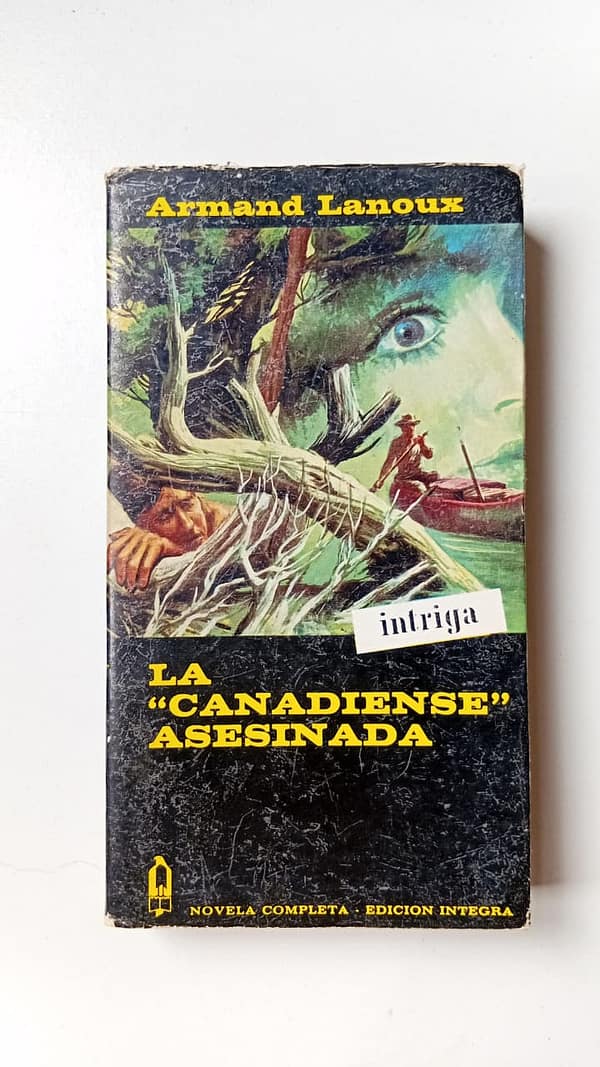 Armand Lanoux
intriga
LA
“CANADIENSE”
ASESINADA
NOVELA COMPLETA · EDICION INTEGRA